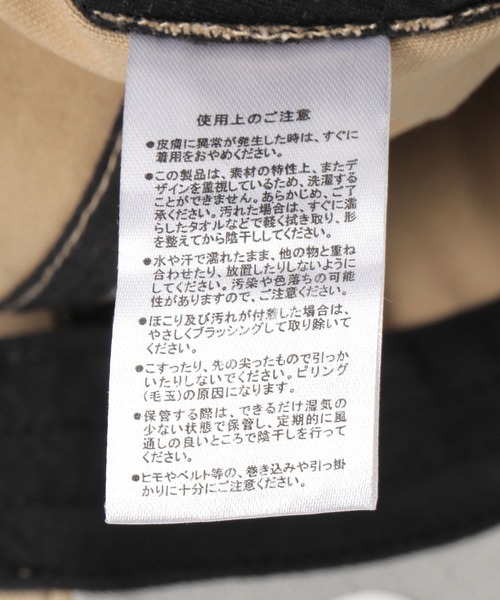 使用上のご注意
●皮膚に異常が発生した時は、すぐに
着用をおやめください。
●この製品は、素材の特性上、またデ
ザインを重視しているため、洗濯する
ことができません。あらかじめ、ご了
承ください。汚れた場合は、すぐに濡
らしたタオルなどで軽く拭き取り、形
を整えてから陰干ししてください。
●水や汗で濡れたまま、他の物と重ね
合わせたり、放置したりしないように
してください。汚染や色落ちの可能
性がありますので、ご注意ください。
●ほこり及び汚れが付着した場合は、
やさしくブラッシングして取り除いて
ください。
●こすったり、先の尖ったもので引っか
いたりしないでください。ピリング
(毛玉)の原因になります。
●保管する際は、できるだけ湿気の
少ない状態で保管し、定期的に風
通しの良いところで陰干しを行って
ください。
●ヒモやベルト等の、巻き込みや引っ掛
かりに十分にご注意ください。